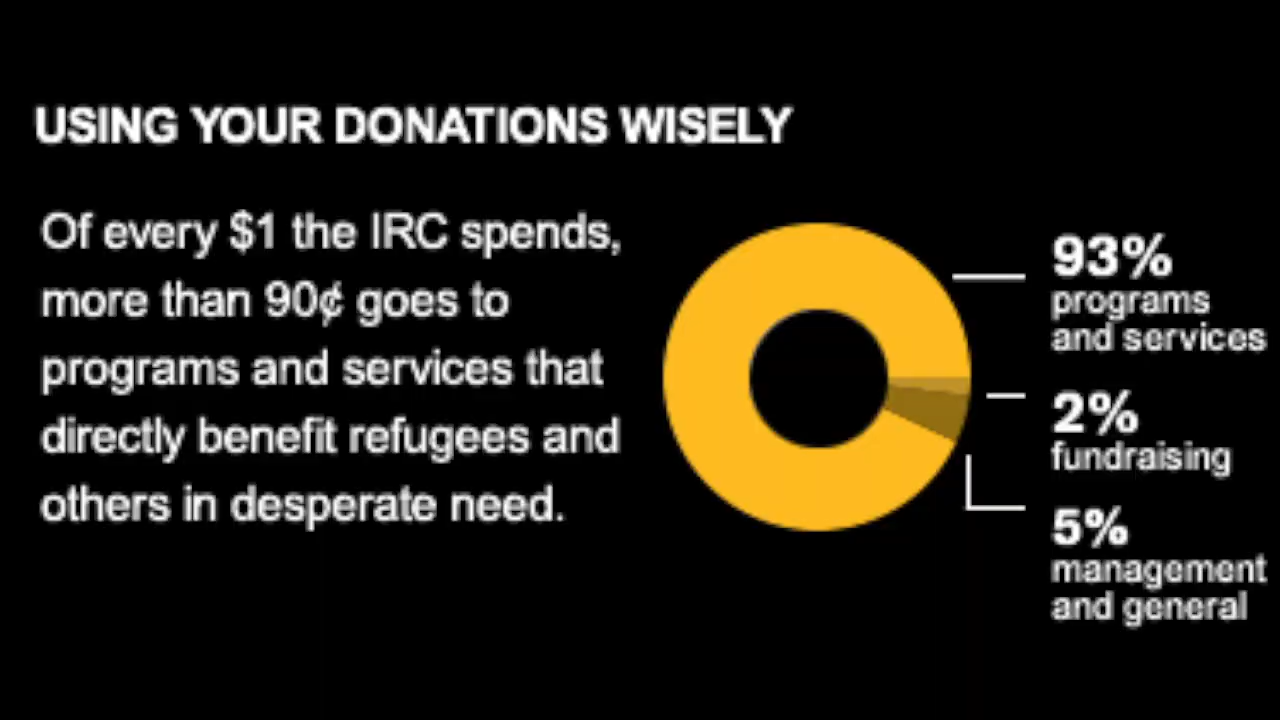 USING YOUR DONATIONS WISELY
Of every $1 the IRC spends,
more than 90¢ goes to
programs and services that
directly benefit refugees and
others in desperate need.
93%
programs
and services
2%
fundraising
5%
management
and general